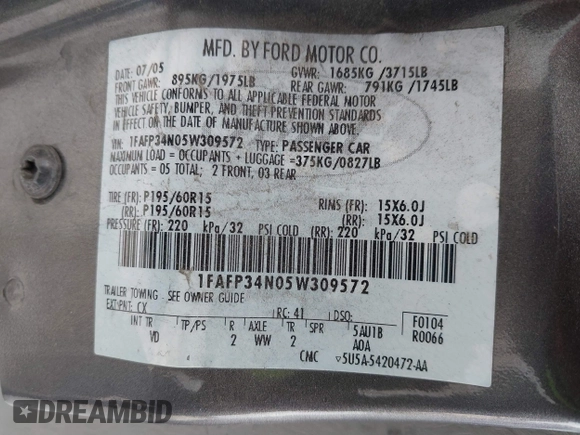 MFD. BY FORD MOTOR CO.
DATE: 07/05 GVWR: 1685KG /3715LB
FRONT GAWR: 895KG/1975LB REAR GAWR: 791KG /1745LB
THIS VEHICLE CONFORMS TO ALL APPLICABLE FEDERAL MOTOR
VEHICLE SAFETY, BUMPER, AND THEFT PREVENTION STANDARDS
IN EFFECT ON THE DATE OF MANUFACTURE SHOWN ABOVE.
VIN: 1FAFP34N05W309572 TYPE: PASSENGER CAR
MAXIMUM LOAD = OCCUPANTS + LUGGAGE =375KG/0827LB
OCCUPANTS = 05 TOTAL; 2 FRONT, 03 REAR
TIRE (FR): P195/60R15 RIMS (FR): 15X6.0J
(RR): P195/60R15 (RR): 15X6.0J
PRESSURE (FR): 220 kPa/32 PSI COLD (RR): 220 kPa/32 PSI COLD
1FAFP34N05W309572
TRAILER TOWING - SEE OWNER GUIDE
EXT PNT: CX RC: 41 DSO: F0104
INT TR TP/PS R AXLE TR SPR 5AU1B R0066
VD 2 WW 2 A0A
CMC ▽5U5A-5420472-AA
DREAMBID